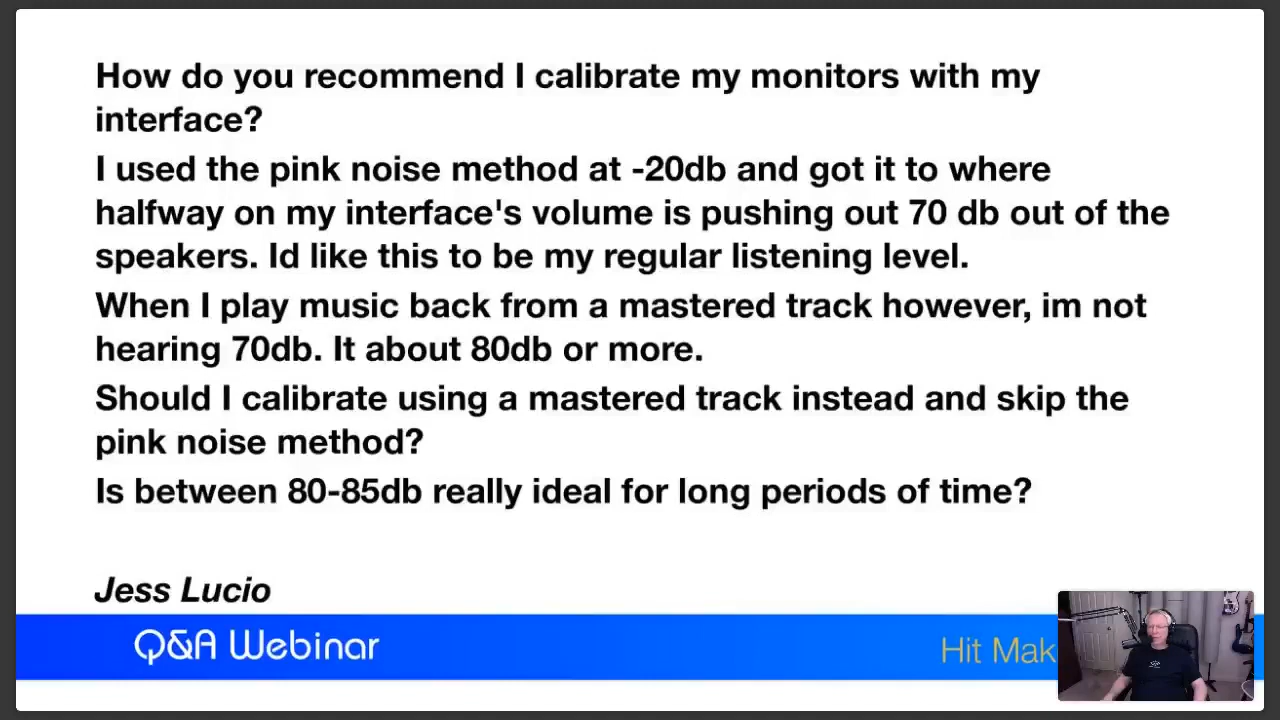 How do you recommend I calibrate my monitors with my
interface?
I used the pink noise method at -20db and got it to where
halfway on my interface's volume is pushing out 70 db out of the
speakers. Id like this to be my regular listening level.
When I play music back from a mastered track however, im not
hearing 70db. It about 80db or more.
Should I calibrate using a mastered track instead and skip the
pink noise method?
Is between 80-85db really ideal for long periods of time?
Jess Lucio
Q&A Webinar
Hit Mak